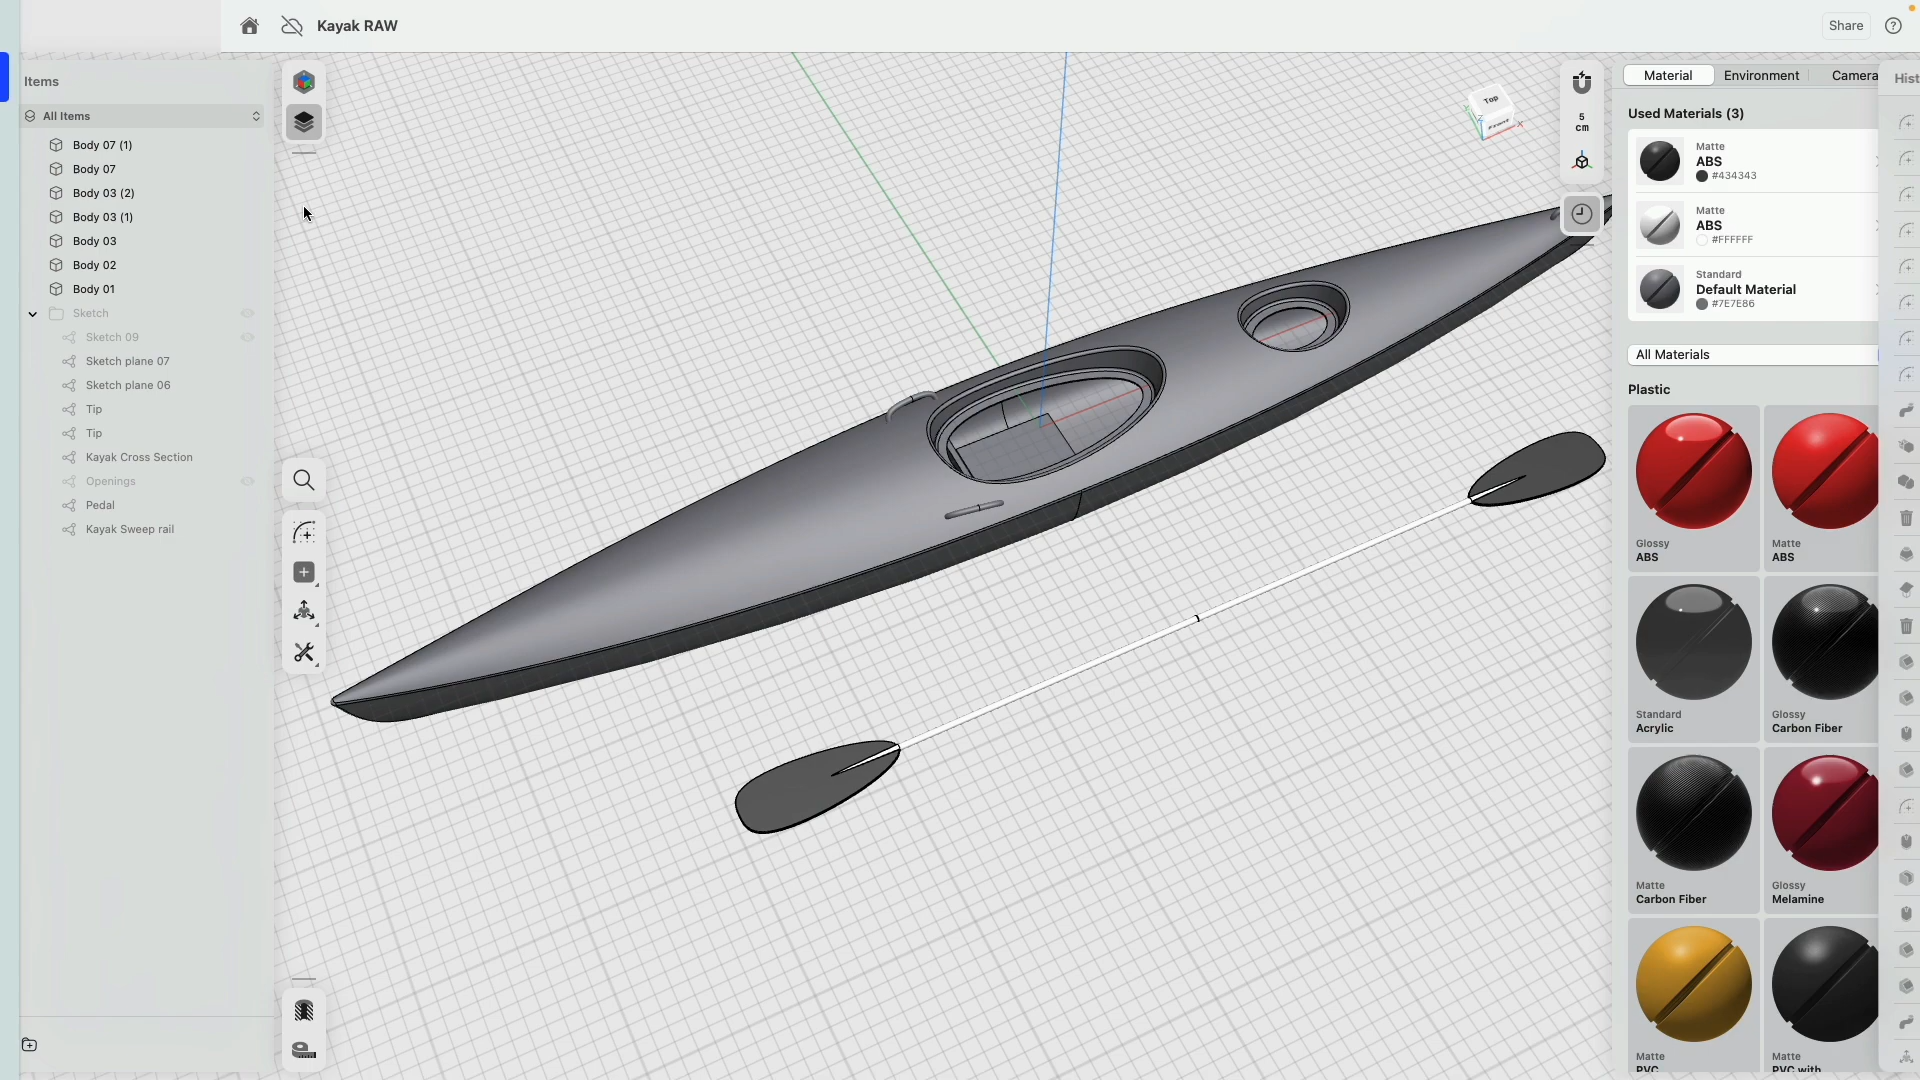 Kayak RAW
Share
Items
All Items
Body 07 (1)
Body 07
Body 03 (2)
Body 03 (1)
Body 03
Body 02
Body 01
Sketch
Sketch 09
Sketch plane 07
Sketch plane 06
Tip
Tip
Kayak Cross Section
Openings
Pedal
Kayak Sweep rail
Top
Front
X
Y
Z
5
cm
Material
Environment
Camera
Hist
Used Materials (3)
Matte
ABS
#434343
Matte
ABS
#FFFFFF
Standard
Default Material
#7E7E86
All Materials
Plastic
Glossy
ABS
Matte
ABS
Standard
Acrylic
Glossy
Carbon Fiber
Matte
Carbon Fiber
Glossy
Melamine
Matte
PVC
Matte
PVC with